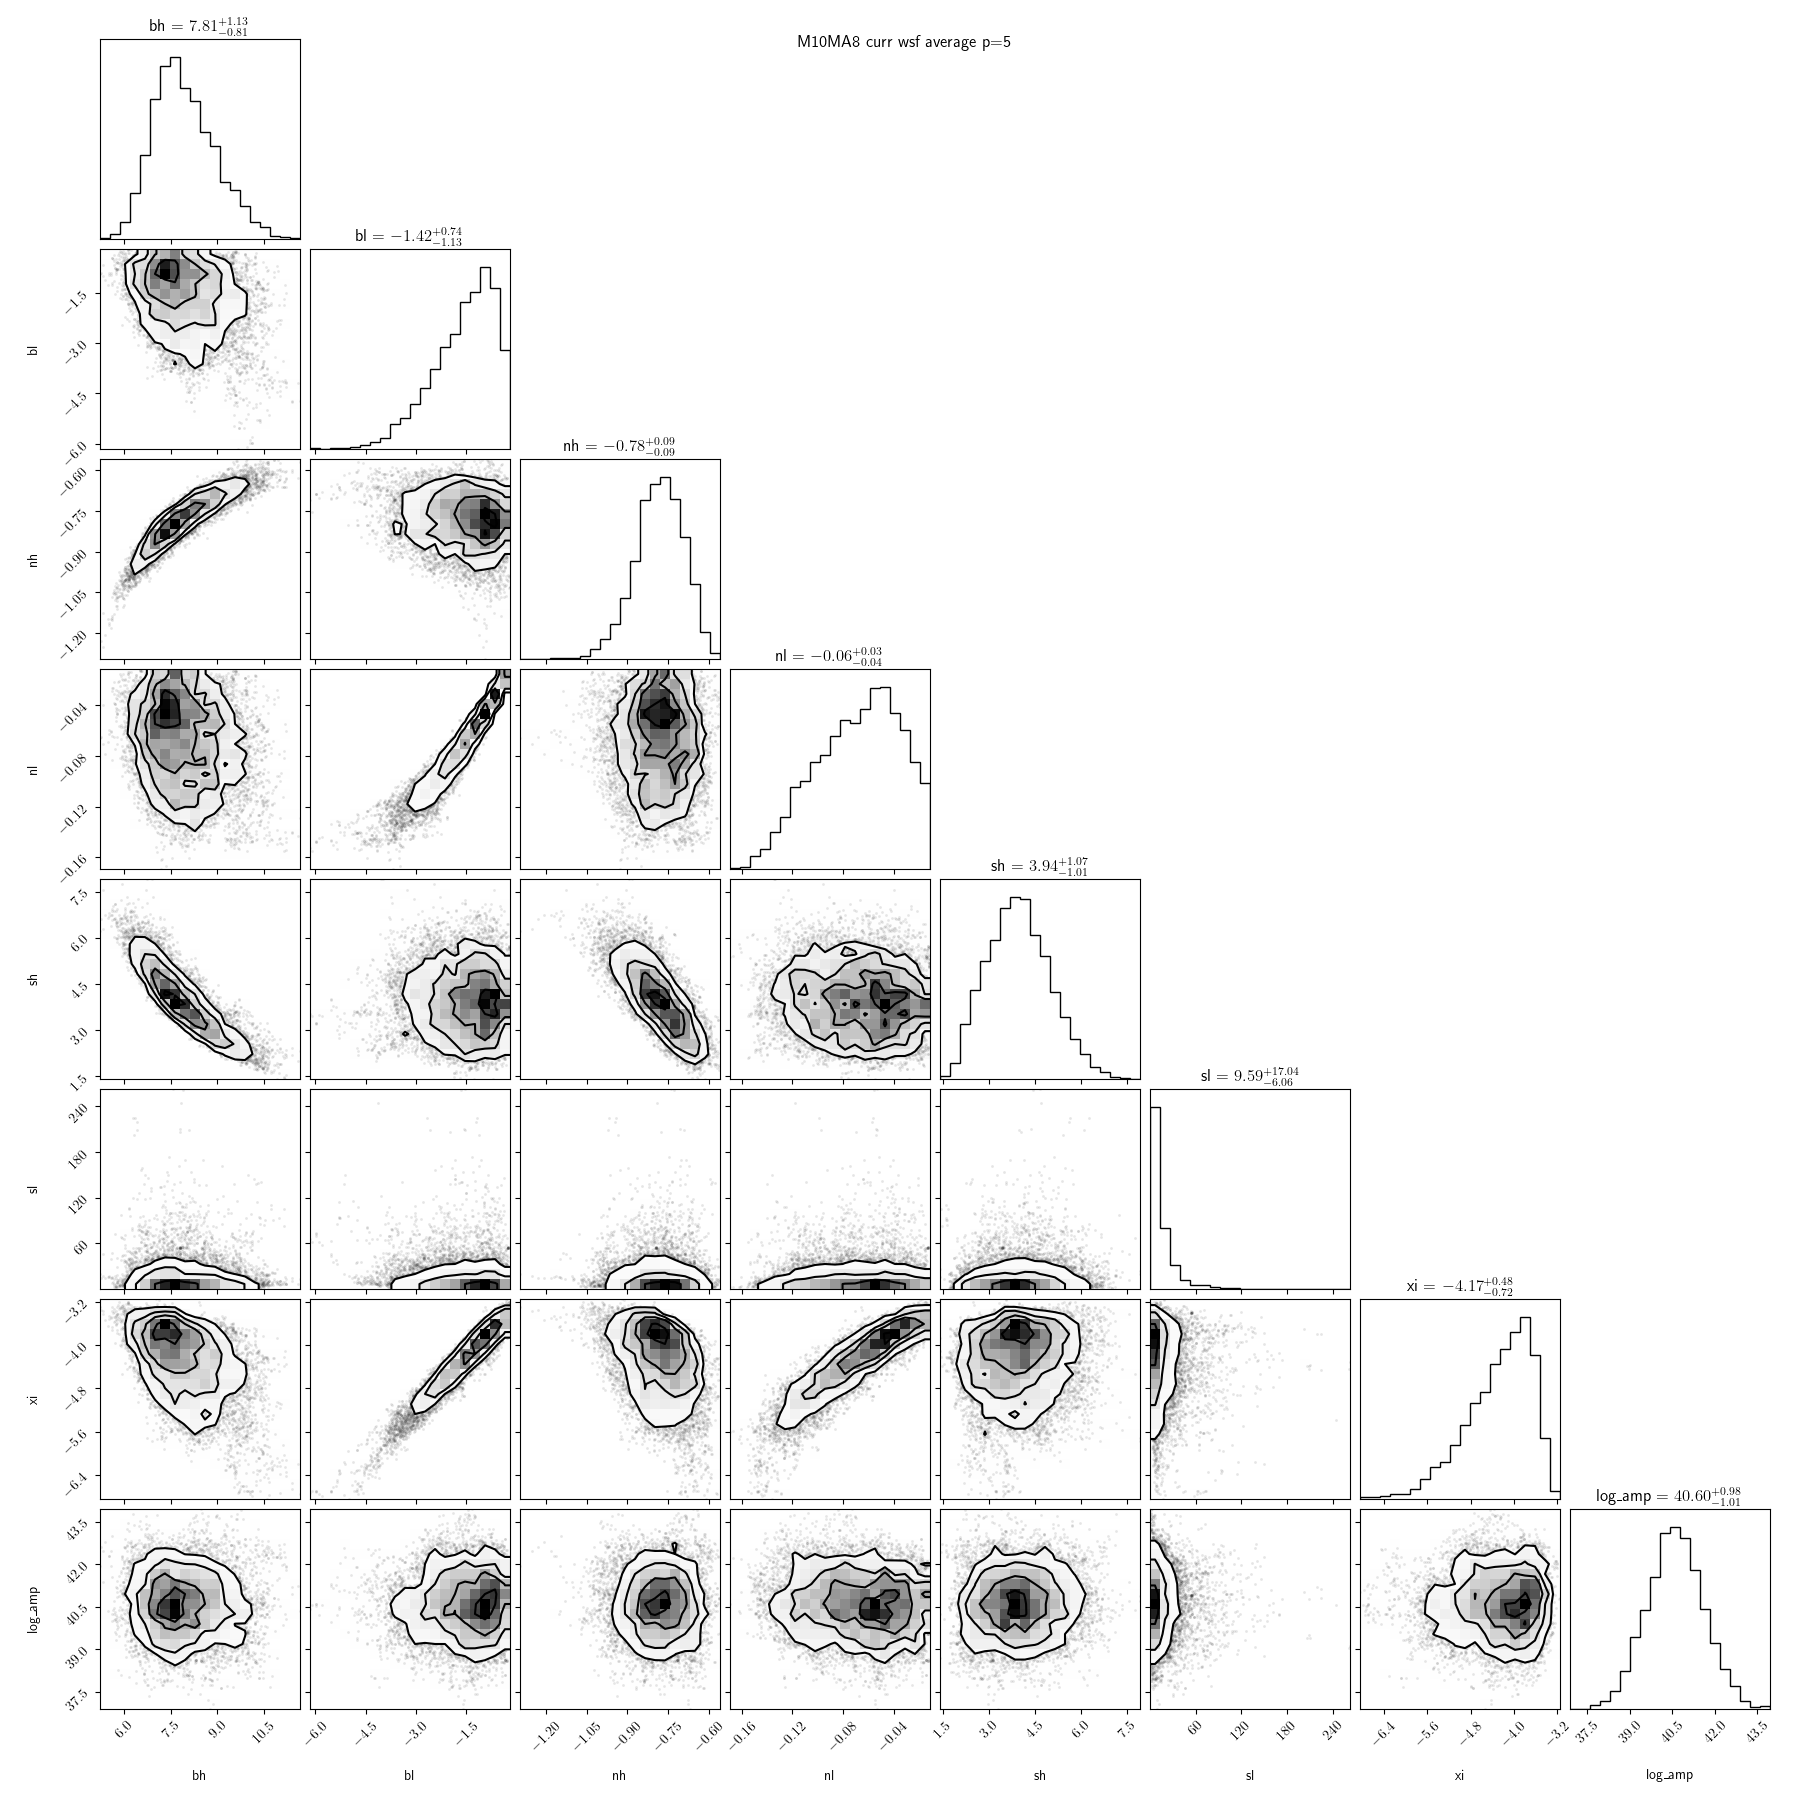 bh = 7.81^{+1.13}_{-0.81}
M10MA8 curr wsf average p=5
bl = −1.42^{+0.74}_{-1.13}
−1.5
−3.0
−4.5
−6.0
bl
nh = −0.78^{+0.09}_{-0.09}
−0.60
−0.75
−0.90
−1.05
−1.20
nh
nl = −0.06^{+0.03}_{-0.04}
−0.04
−0.08
−0.12
−0.16
nl
sh = 3.94^{+1.07}_{-1.01}
7.5
6.0
4.5
3.0
1.5
sh
sl = 9.59^{+17.04}_{-6.06}
240
180
120
60
sl
xi = −4.17^{+0.48}_{-0.72}
−3.2
−4.0
−4.8
−5.6
−6.4
xi
log_amp = 40.60^{+0.98}_{-1.01}
43.5
42.0
40.5
39.0
37.5
log_amp
6.0 7.5 9.0 10.5
−6.0 −4.5 −3.0 −1.5
−1.20 −1.05 −0.90 −0.75 −0.60
−0.16 −0.12 −0.08 −0.04
1.5 3.0 4.5 6.0 7.5
60 120 180 240
−6.4 −5.6 −4.8 −4.0 −3.2
37.5 39.0 40.5 42.0 43.5
bh bl nh nl sh sl xi log_amp